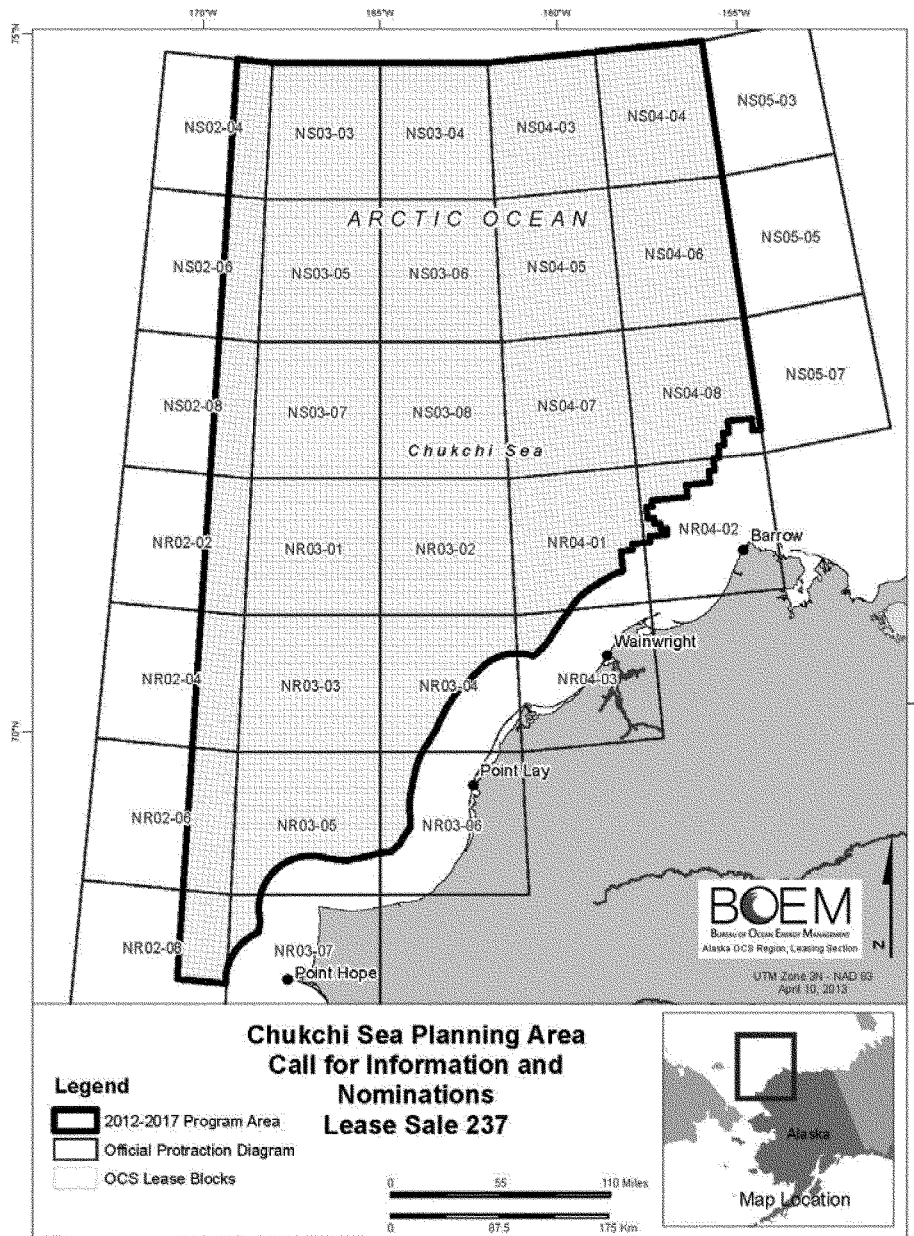 170°W 165°W 160°W 155°W
75°N
NS02-04 NS03-03 NS03-04 NS04-03 NS04-04 NS05-03
ARCTIC OCEAN
NS02-06 NS03-05 NS03-06 NS04-05 NS04-06 NS05-05
NS02-08 NS03-07 NS03-08 NS04-07 NS04-08 NS05-07
Chukchi Sea
NR02-02 NR03-01 NR03-02 NR04-01 NR04-02
Barrow
Wainwright
NR02-04 NR03-03 NR03-04 NR04-03
70°N
Point Lay
NR02-06 NR03-05 NR03-06
NR02-08 NR03-07
Point Hope
BOEM
BUREAU OF OCEAN ENERGY MANAGEMENT
Alaska OCS Region, Leasing Section
N
UTM Zone 3N - NAD 83
April 10, 2013
Chukchi Sea Planning Area
Call for Information and
Nominations
Lease Sale 237
Legend
2012-2017 Program Area
Official Protraction Diagram
OCS Lease Blocks
0 55 110 Miles
0 87.5 175 Km
Alaska
Map Location